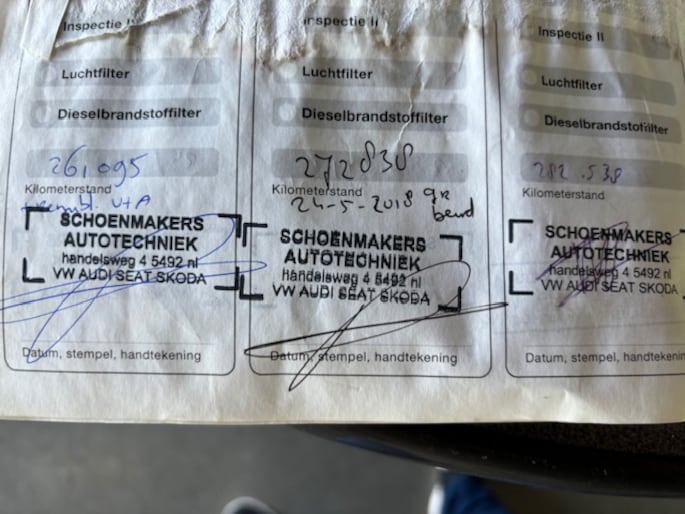 Inspectie
Luchtfilter
Dieselbrandstoffilter
261,095
Kilometerstand
V+A
SCHOENMAKERS
AUTOTECHNIEK
handelsweg 4 5492 nl
VW AUDI SEAT SKODA
Datum, stempel, handtekening
Inspectie II
Luchtfilter
Dieselbrandstoffilter
272838
Kilometerstand
24-5-2018
SCHOENMAKERS
AUTOTECHNIEK
handelsweg 4 5492 nl
VW AUDI SEAT SKODA
Datum, stempel, handtekening
Inspectie II
Luchtfilter
Dieselbrandstoffilter
282.538
Kilometerstand
SCHOENMAKERS
AUTOTECHNIEK
handelsweg 4 5492 nl
VW AUDI SEAT SKODA
Datum, stempel, handtekening